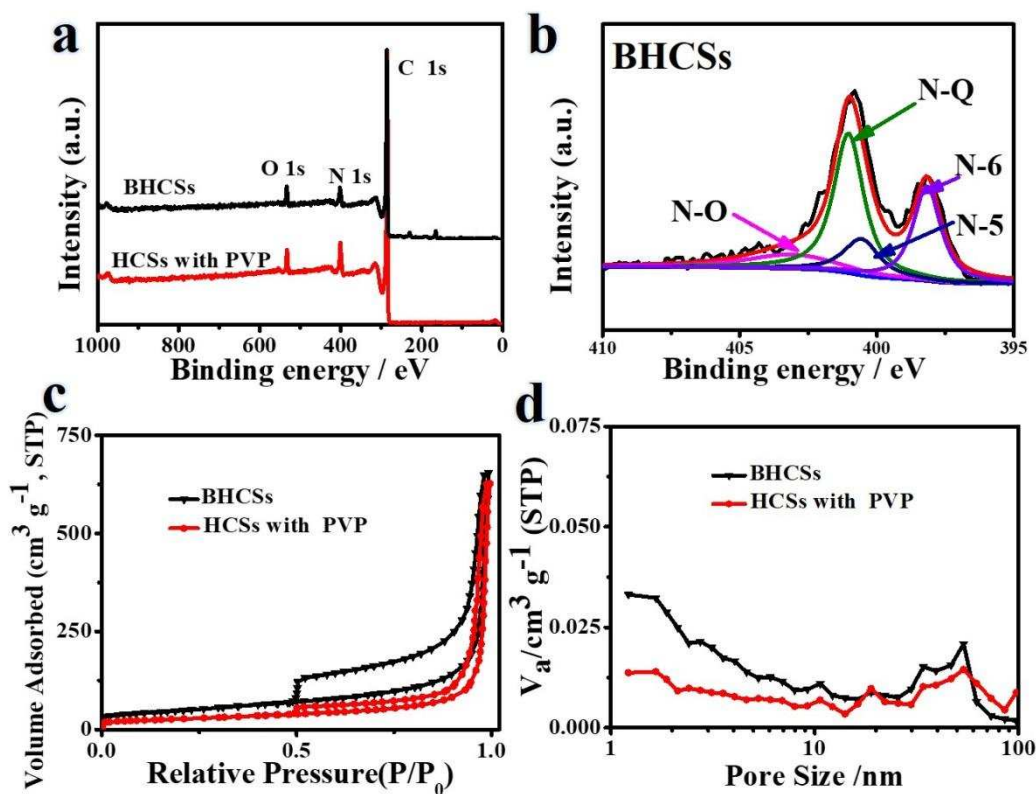 a
C 1s
O 1s
N 1s
BHCSs
HCSs with PVP
Intensity (a.u.)
1000 800 600 400 200 0
Binding energy / eV
b
BHCSs
N-Q
N-6
N-O
N-5
Intensity (a.u.)
410 405 400 395
Binding energy / eV
c
750
500
250
0
BHCSs
HCSs with PVP
Volume Adsorbed (cm³ g⁻¹, STP)
0.0 0.5 1.0
Relative Pressure(P/P₀)
d
0.075
0.050
0.025
0.000
BHCSs
HCSs with PVP
Vₐ/cm³ g⁻¹ (STP)
1 10 100
Pore Size /nm